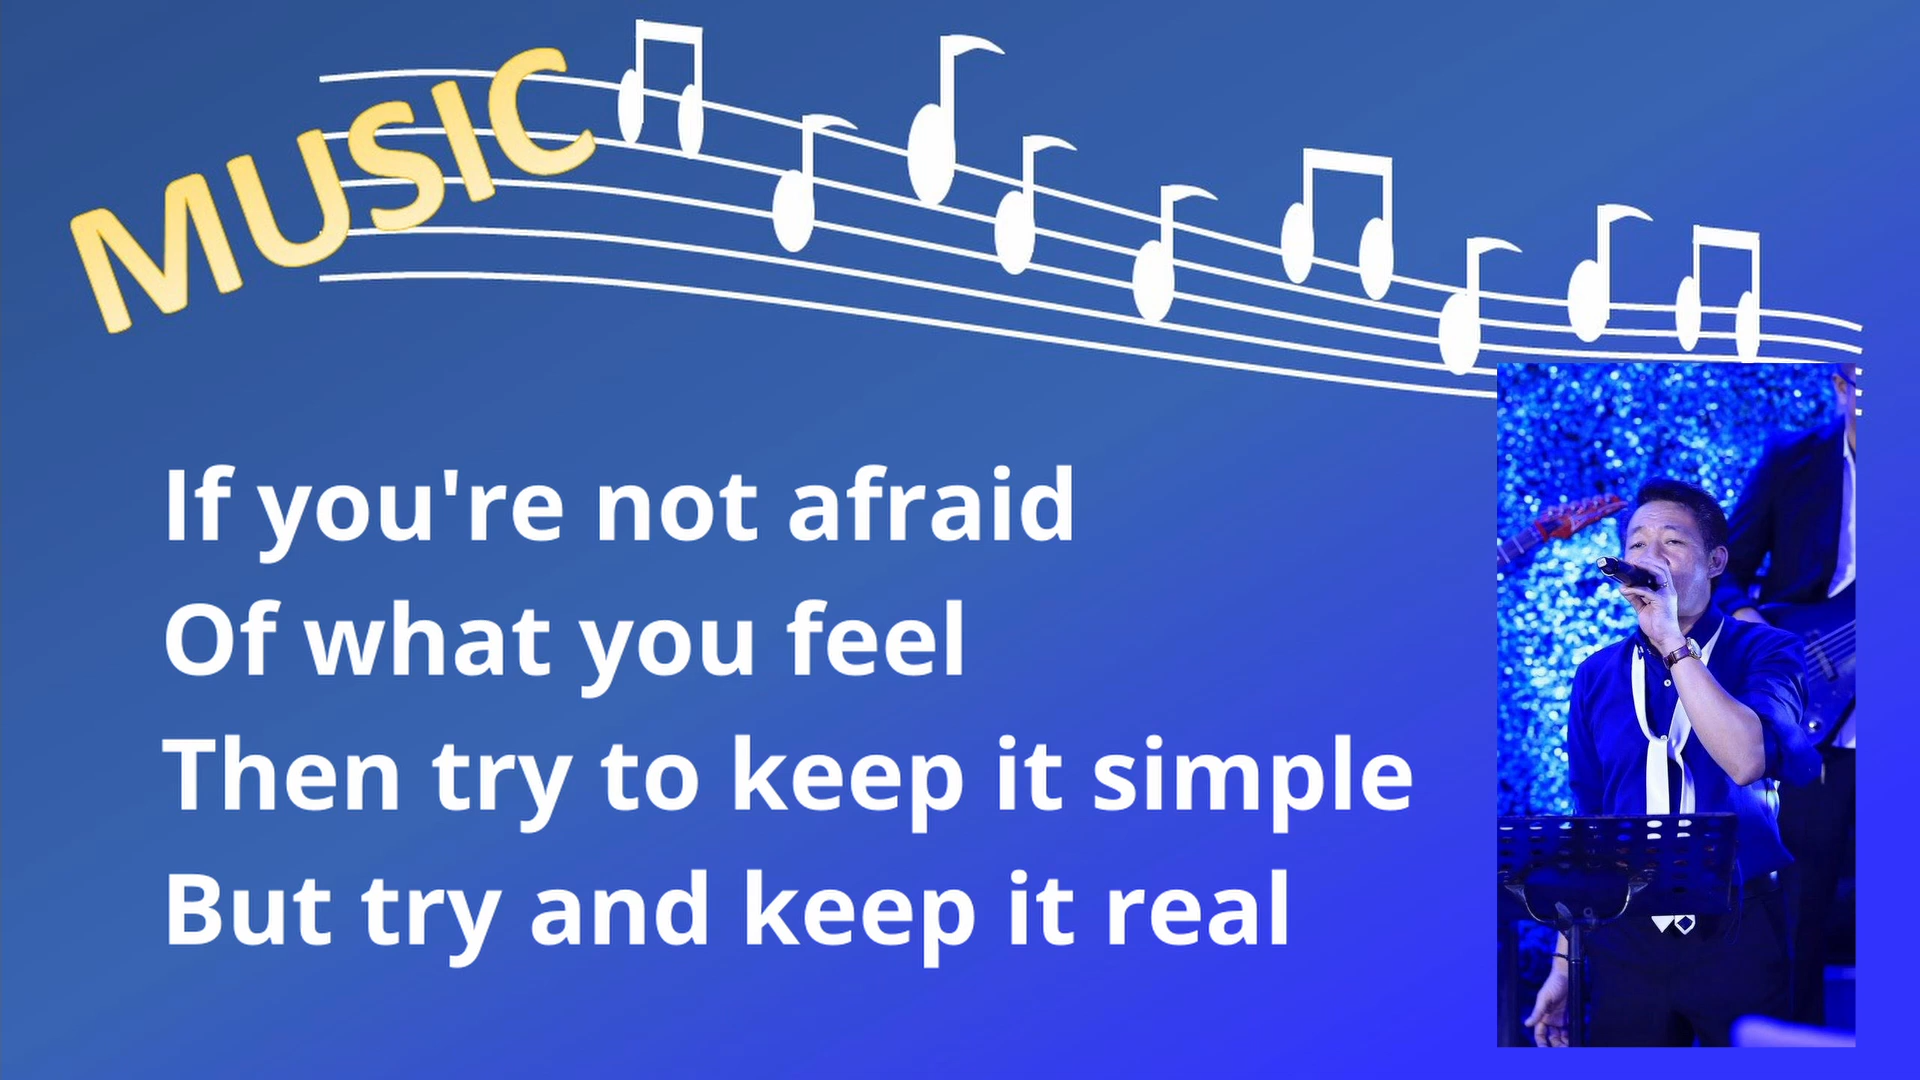 MUSIC
If you're not afraid
Of what you feel
Then try to keep it simple
But try and keep it real